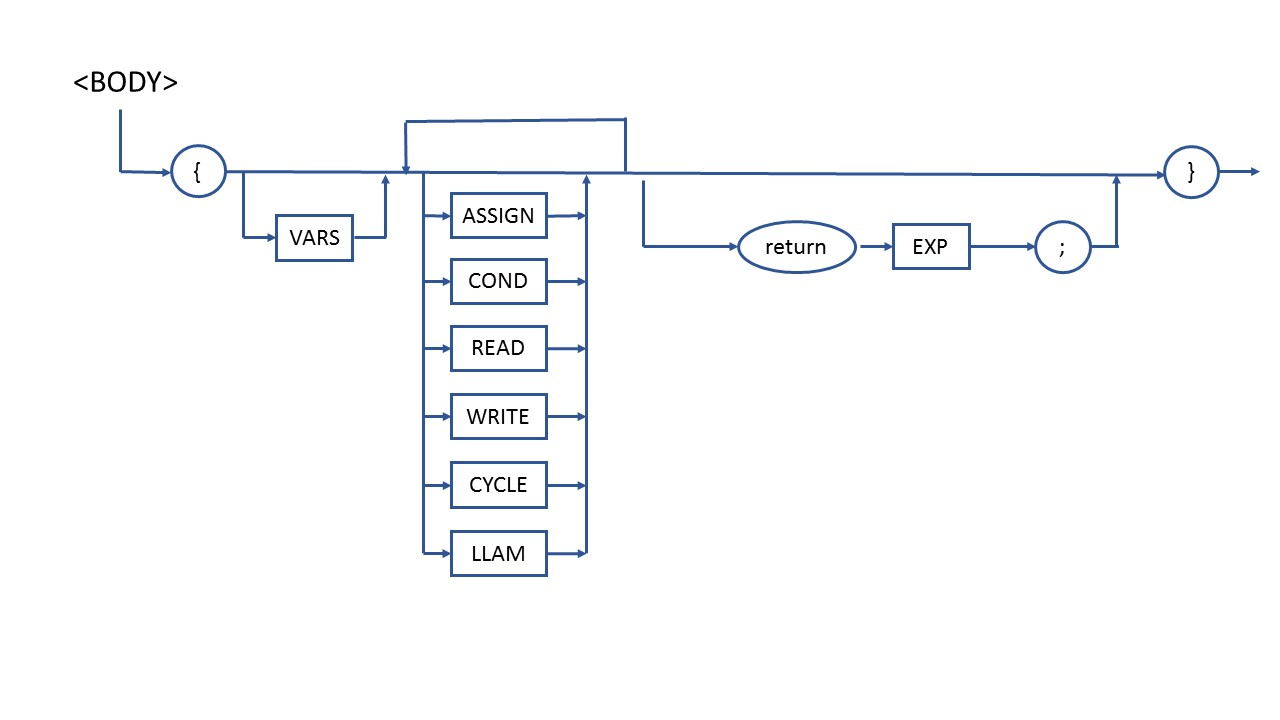 <BODY>
{
}
VARS
ASSIGN
return
EXP
;
COND
READ
WRITE
CYCLE
LLAM